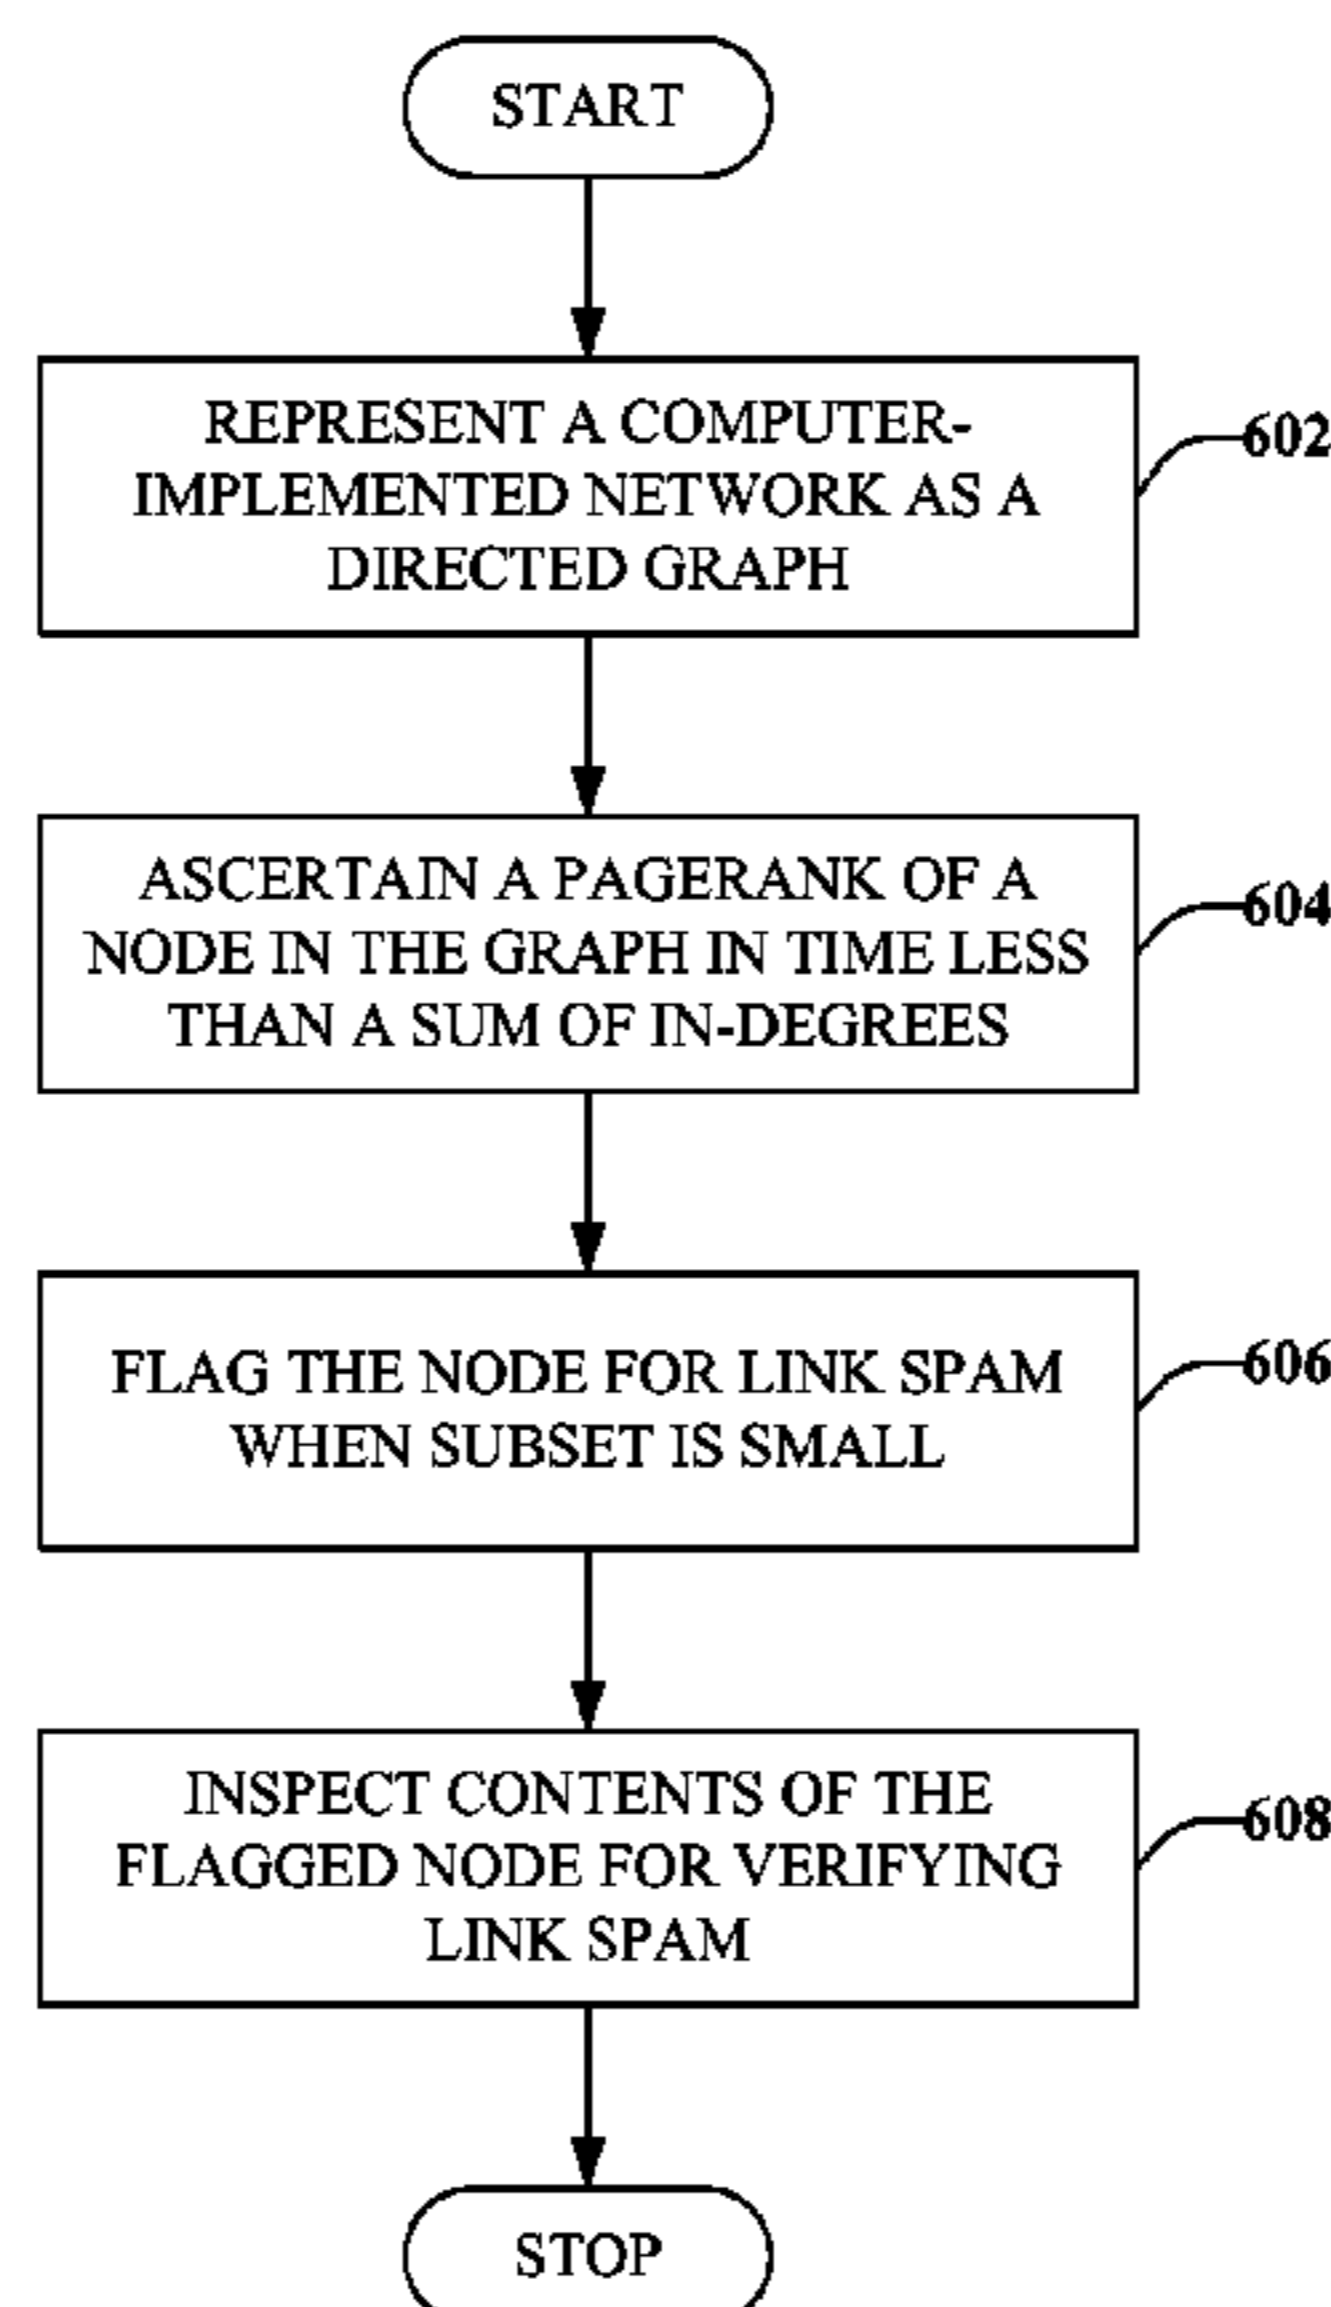 START
REPRESENT A COMPUTER-
IMPLEMENTED NETWORK AS A
DIRECTED GRAPH
602
ASCERTAIN A PAGERANK OF A
NODE IN THE GRAPH IN TIME LESS
THAN A SUM OF IN-DEGREES
604
FLAG THE NODE FOR LINK SPAM
WHEN SUBSET IS SMALL
606
INSPECT CONTENTS OF THE
FLAGGED NODE FOR VERIFYING
LINK SPAM
608
STOP